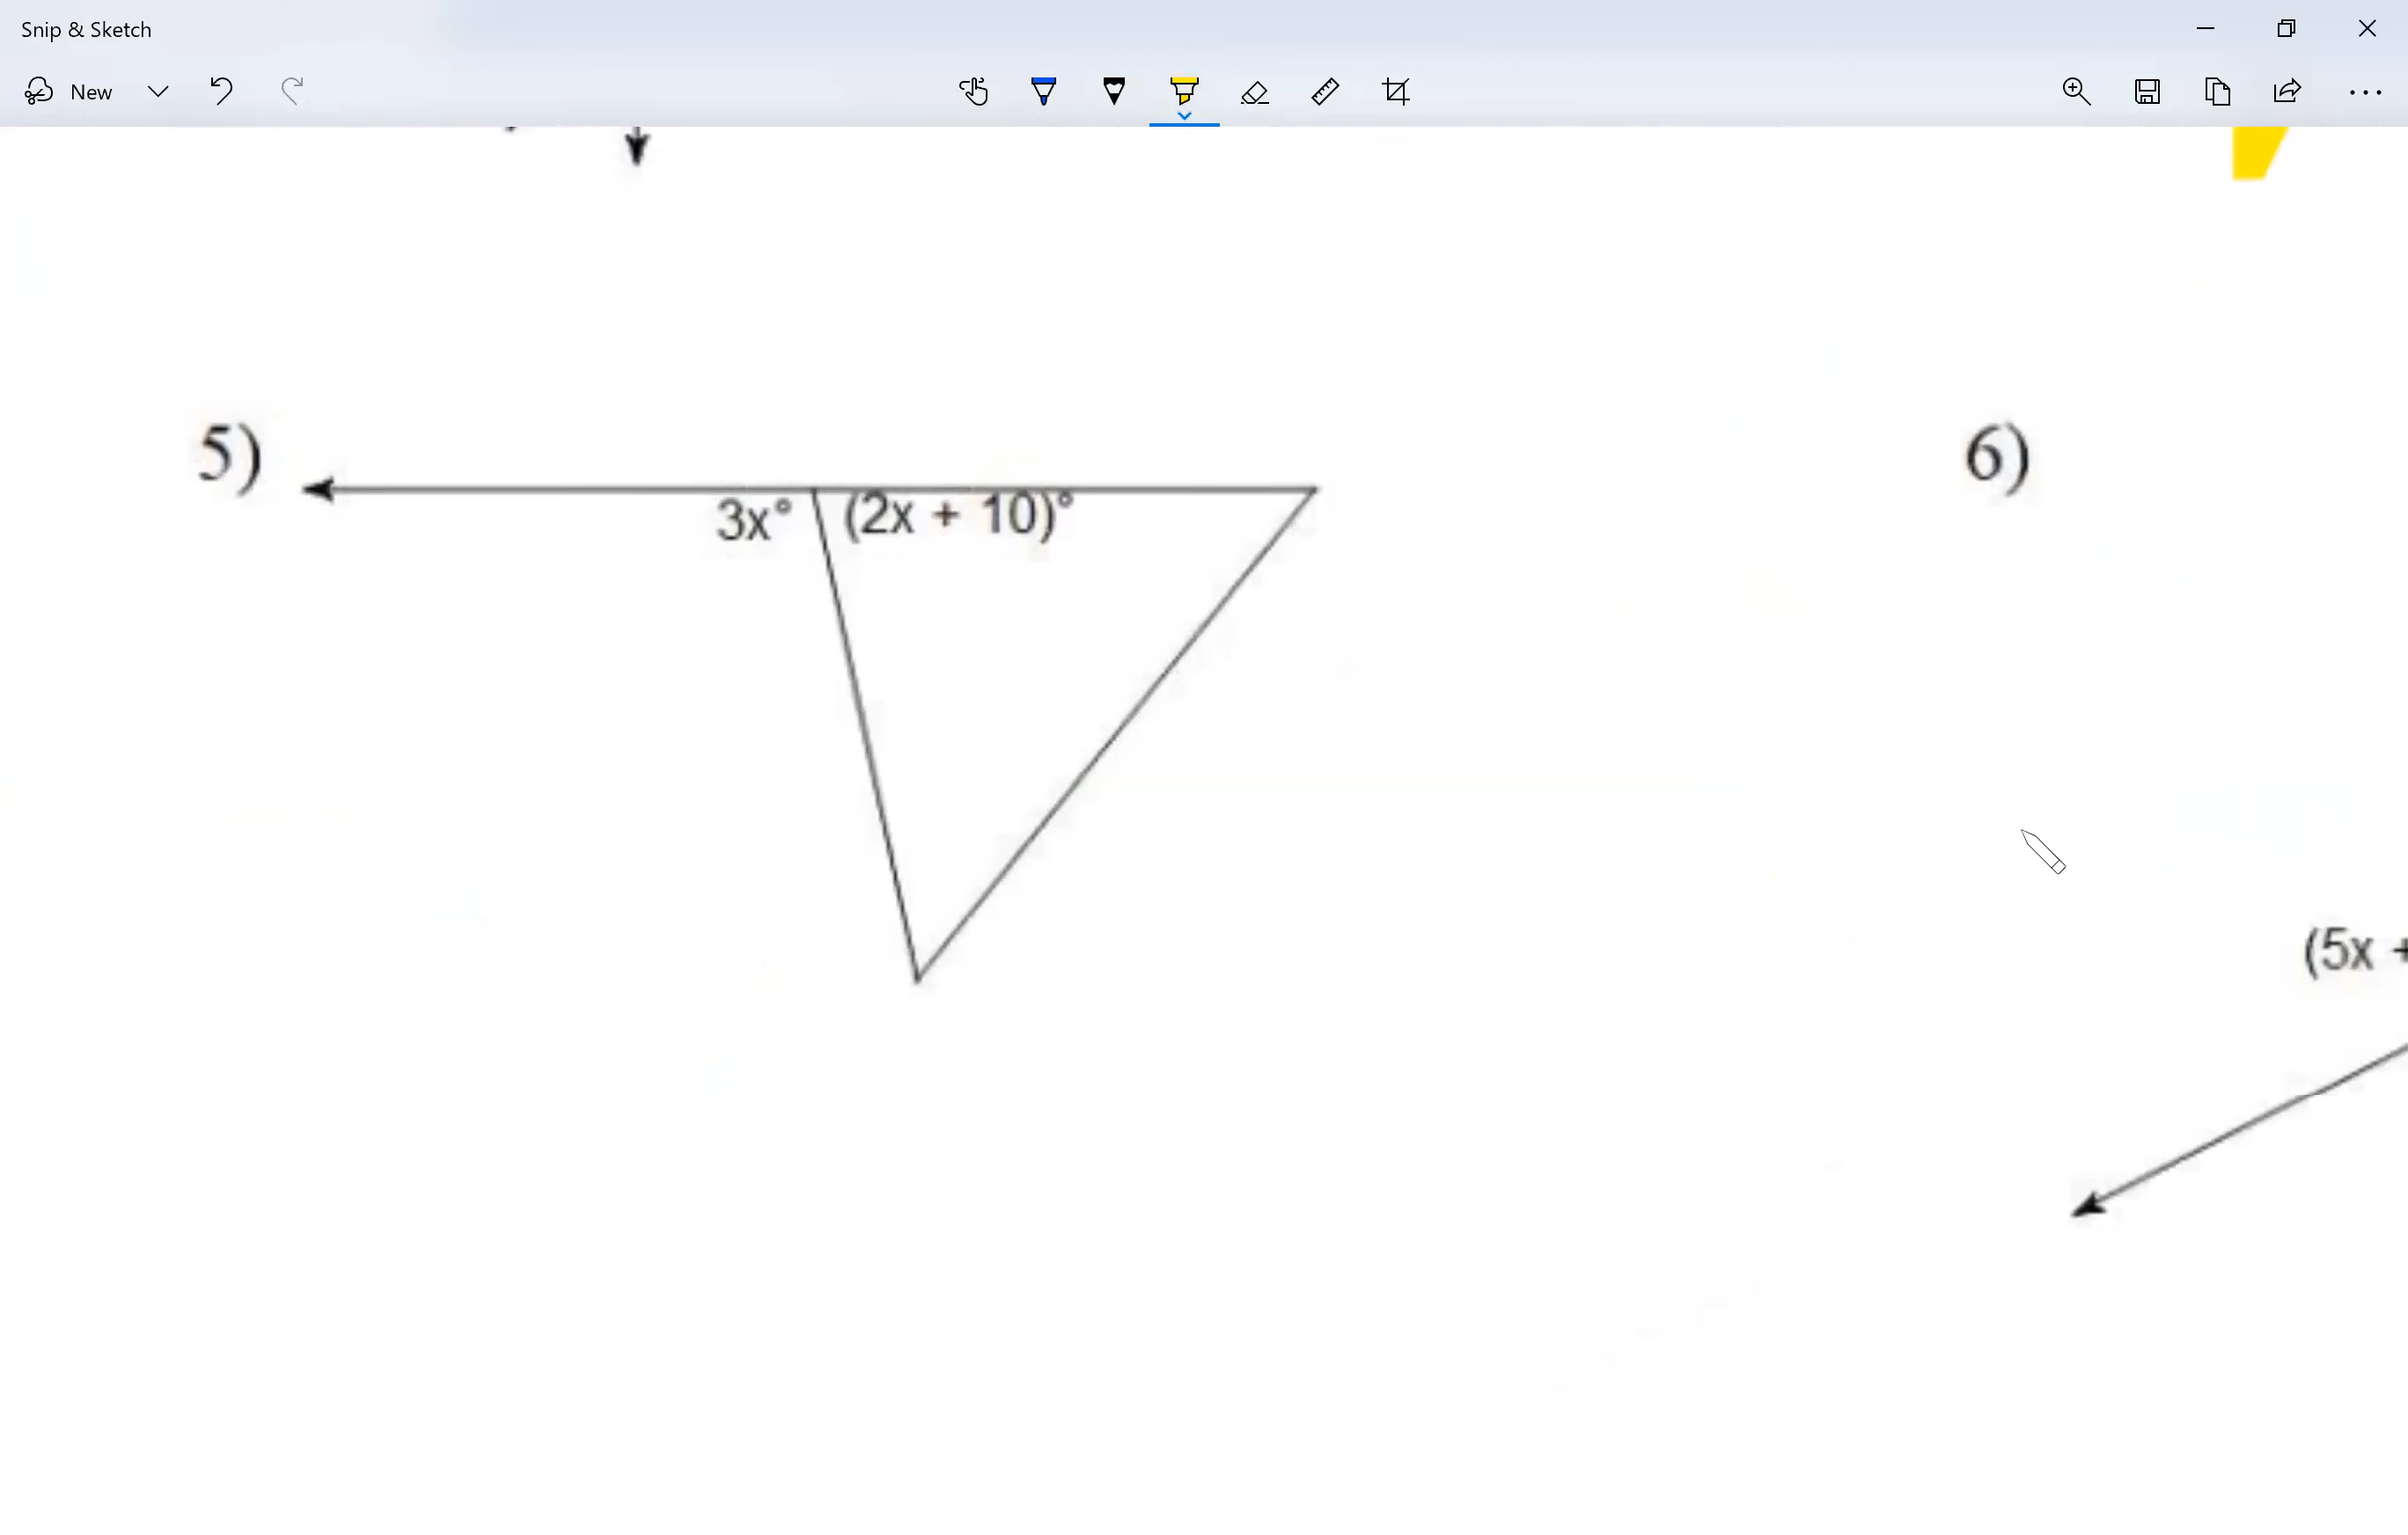 Snip & Sketch
New
5)
3x° (2x + 10)°
6)
(5x +